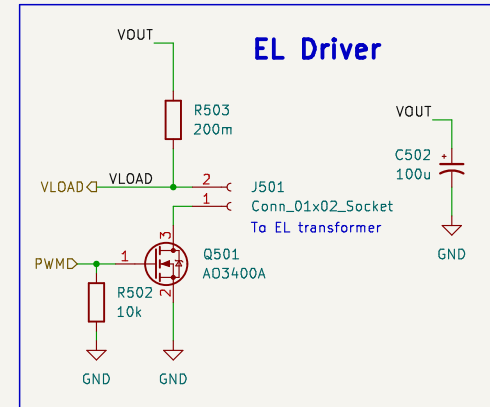 VOUT
EL Driver
R503
200m
VOUT
C502
100u
+
VLOAD
VLOAD
2
J501
1
Conn_01x02_Socket
To EL transformer
GND
3
Q501
AO3400A
PWM
1
2
R502
10k
GND
GND